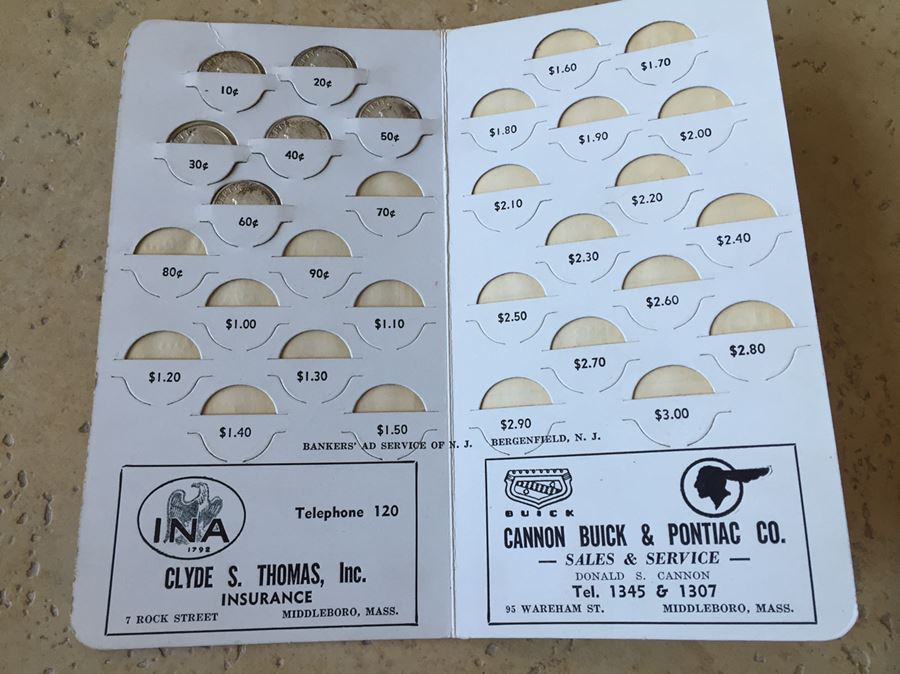 10¢ 20¢
30¢ 40¢ 50¢
60¢ 70¢
80¢ 90¢
$1.00 $1.10
$1.20 $1.30
$1.40 $1.50
$1.60 $1.70
$1.80 $1.90 $2.00
$2.10 $2.20
$2.30 $2.40
$2.50 $2.60
$2.70 $2.80
$2.90 $3.00
BANKERS' AD SERVICE OF N. J. BERGENFIELD, N. J.
INA
1792
Telephone 120
CLYDE S. THOMAS, Inc.
INSURANCE
7 ROCK STREET MIDDLEBORO, MASS.
BUICK
CANNON BUICK & PONTIAC CO.
— SALES & SERVICE —
DONALD S. CANNON
Tel. 1345 & 1307
95 WAREHAM ST. MIDDLEBORO, MASS.